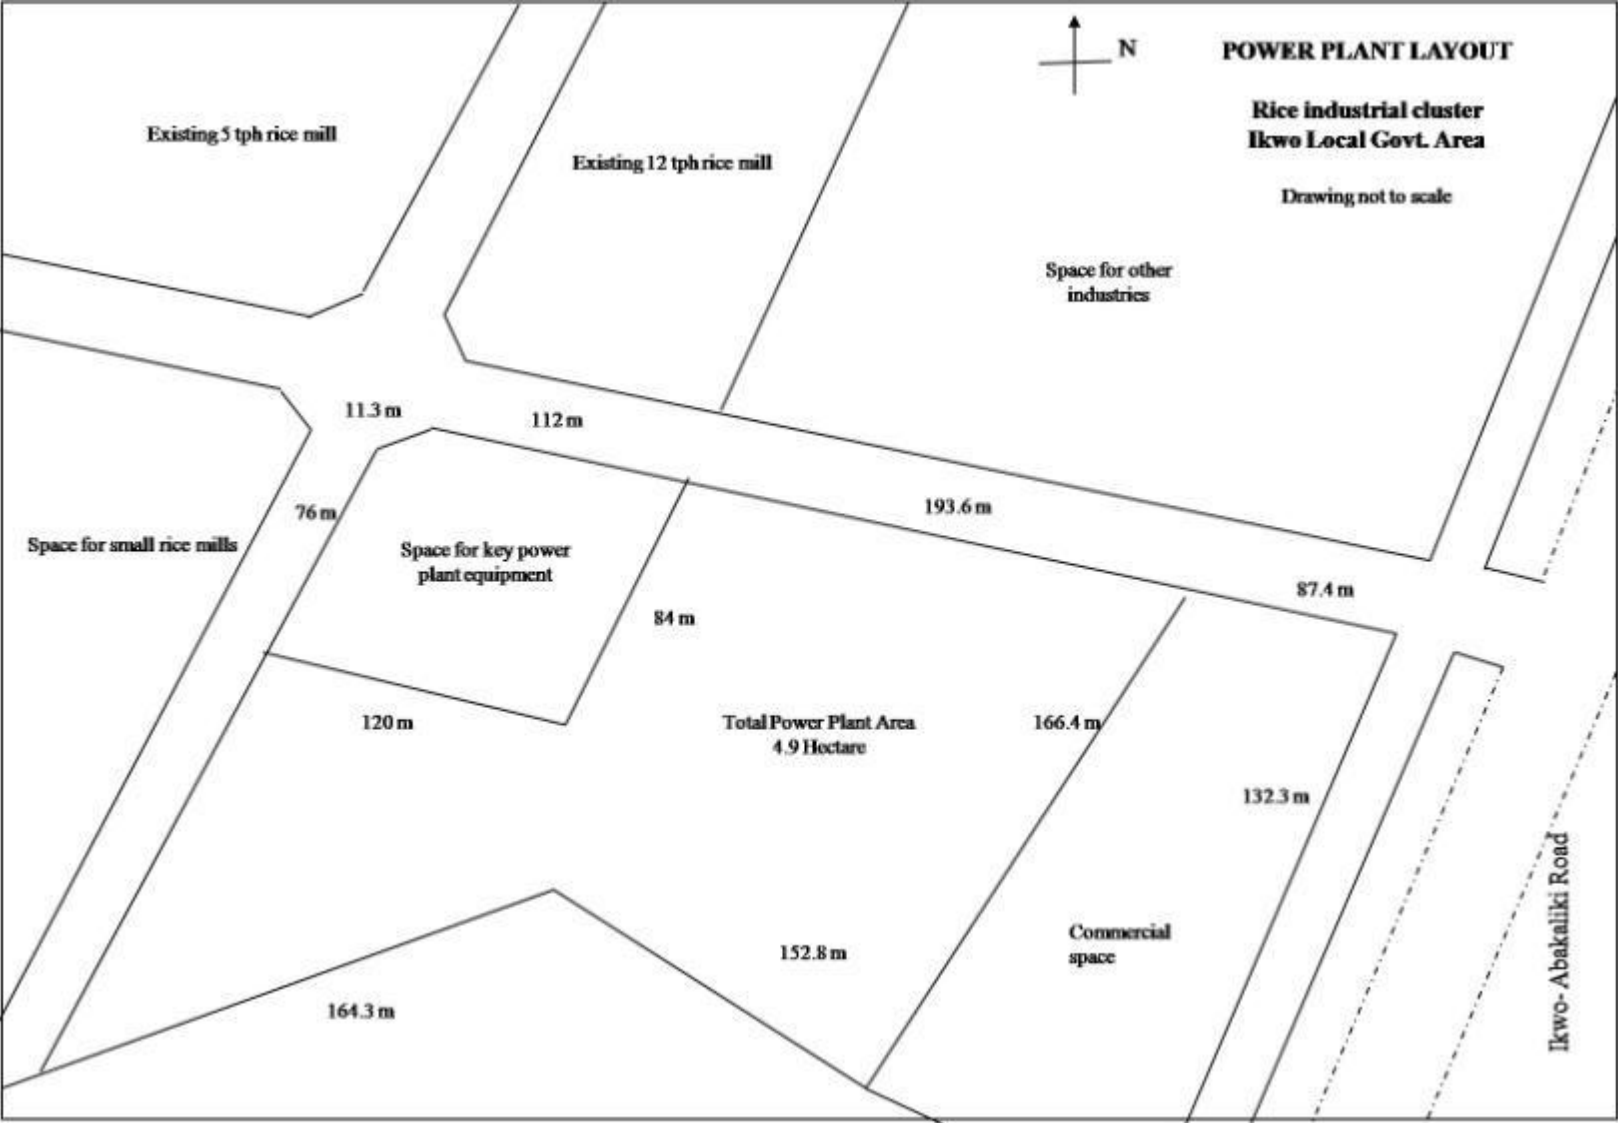 N
POWER PLANT LAYOUT
Rice industrial cluster
Ikwo Local Govt. Area
Drawing not to scale
Existing 5 tph rice mill
Existing 12 tph rice mill
Space for other
industries
11.3 m
112 m
193.6 m
87.4 m
76 m
Space for small rice mills
Space for key power
plant equipment
84 m
120 m
Total Power Plant Area
4.9 Hectare
166.4 m
132.3 m
Commercial
space
152.8 m
164.3 m
Ikwo- Abakaliki Road